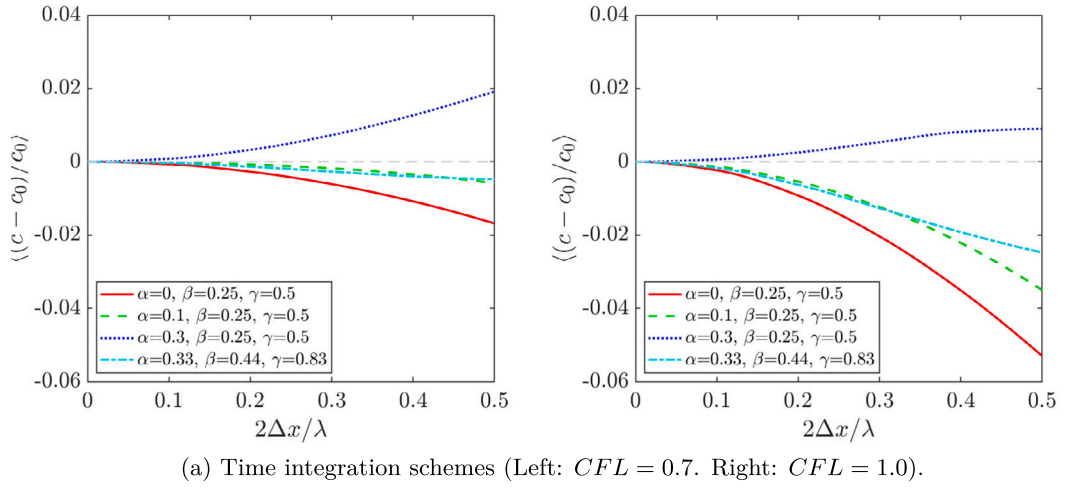 0.04
0.02
0
-0.02
-0.04
-0.06
⟨(c − c₀)/c₀⟩
α=0, β=0.25, γ=0.5
α=0.1, β=0.25, γ=0.5
α=0.3, β=0.25, γ=0.5
α=0.33, β=0.44, γ=0.83
0 0.1 0.2 0.3 0.4 0.5
2Δx/λ
0.04
0.02
0
-0.02
-0.04
-0.06
⟨(c − c₀)/c₀⟩
α=0, β=0.25, γ=0.5
α=0.1, β=0.25, γ=0.5
α=0.3, β=0.25, γ=0.5
α=0.33, β=0.44, γ=0.83
0 0.1 0.2 0.3 0.4 0.5
2Δx/λ
(a) Time integration schemes (Left: CFL = 0.7. Right: CFL = 1.0).